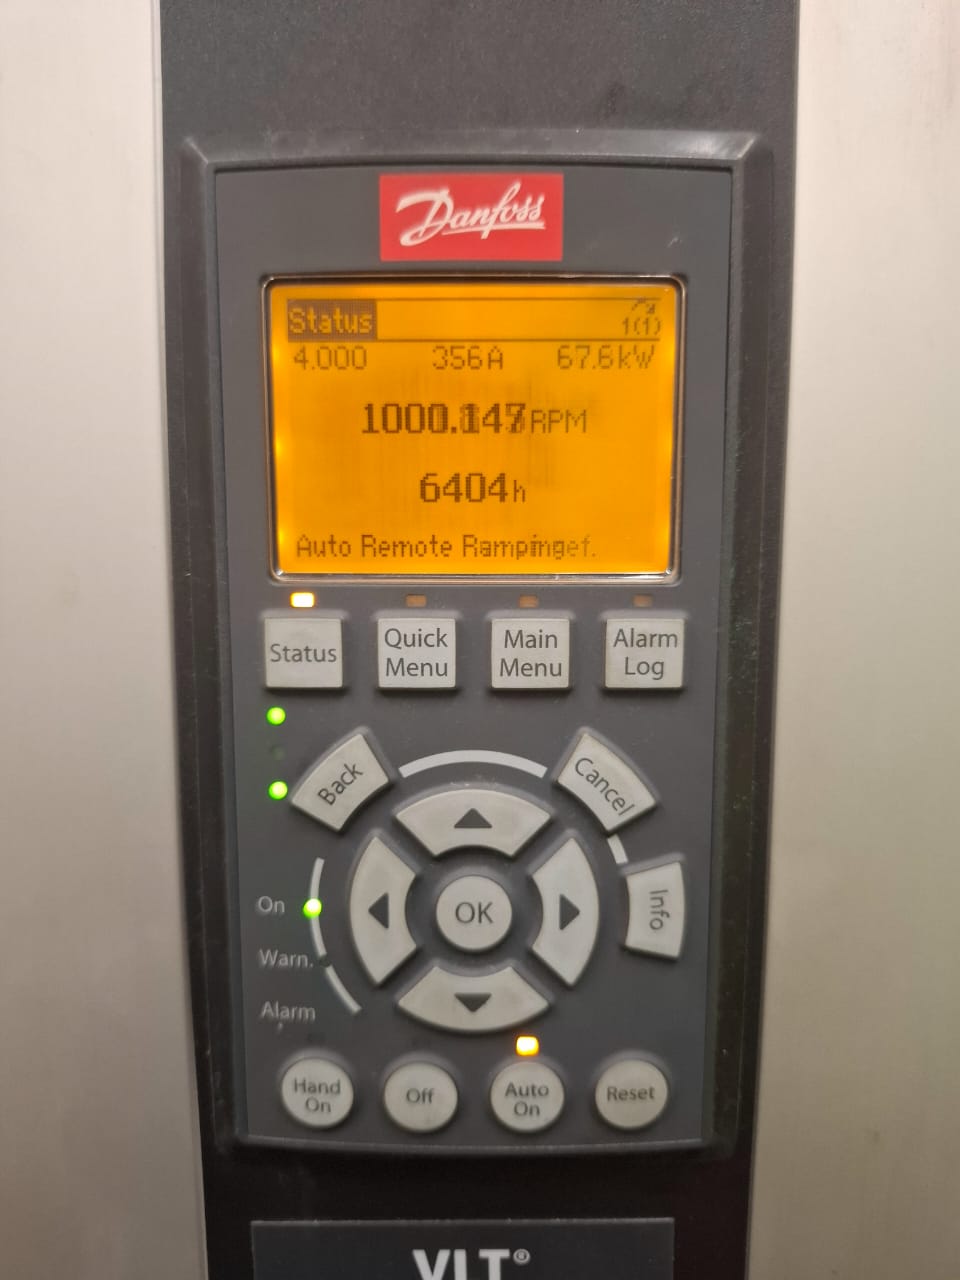 Danfoss
Status 1(1)
4.000 356A 67.6kW
RPM
6404h
Auto Remote
Status
Quick Menu
Main Menu
Alarm Log
Back
Cancel
OK
Info
On
Warn.
Alarm
Hand On
Off
Auto On
Reset
VLT®